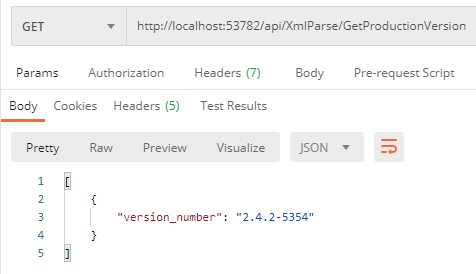 GET http://localhost:53782/api/XmlParse/GetProductionVersion
Params Authorization Headers (7) Body Pre-request Script
Body Cookies Headers (5) Test Results
Pretty Raw Preview Visualize JSON
1 [
2 {
3 "version_number": "2.4.2-5354"
4 }
5 ]